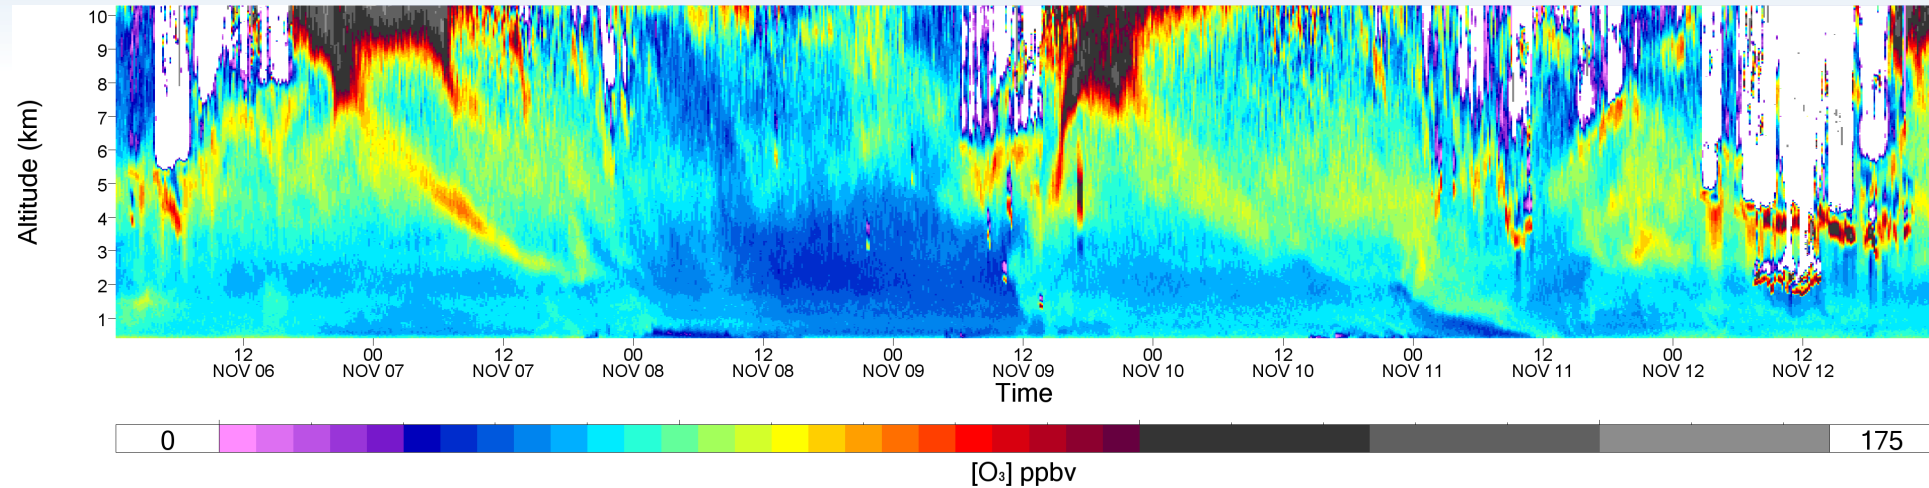 10
9
8
7
6
5
4
3
2
1
Altitude (km)
12 00 12 00 12 00 12 00 12 00 12 00 12
NOV 06 NOV 07 NOV 07 NOV 08 NOV 08 NOV 09 NOV 09 NOV 10 NOV 10 NOV 11 NOV 11 NOV 12 NOV 12
Time
0 175
[O₃] ppbv